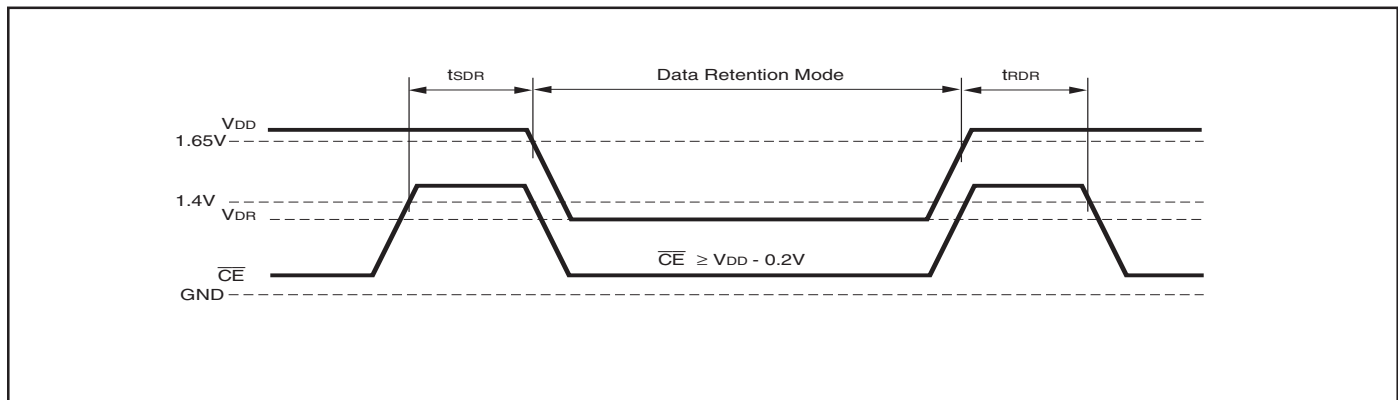 tSDR Data Retention Mode tRDR
VDD
1.65V
1.4V
VDR
CE ≥ VDD - 0.2V
CE
GND